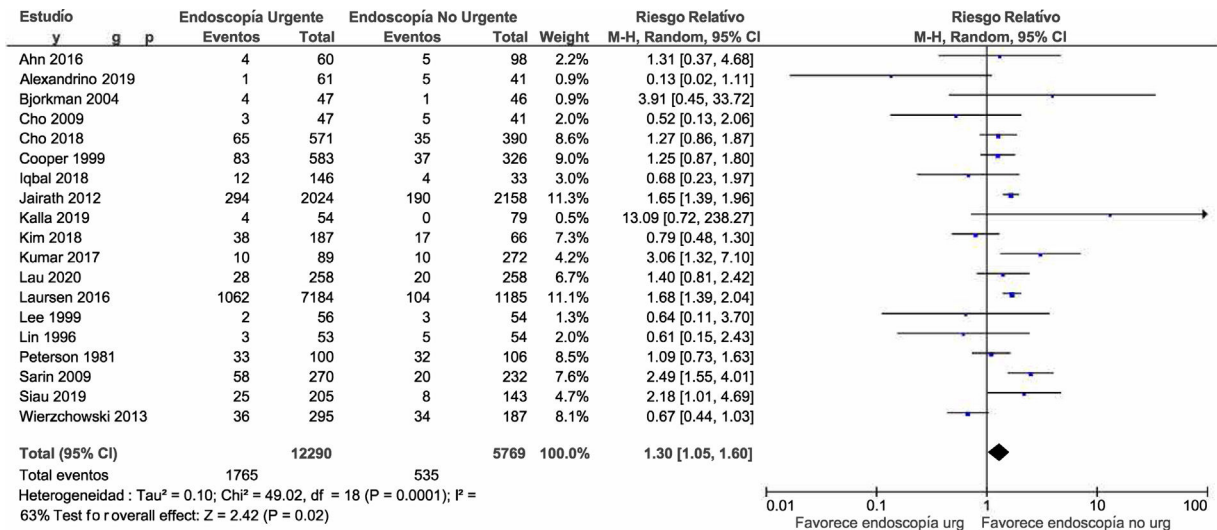 Estudío Endoscopía Urgente Endoscopía No Urgente Riesgo Relatívo Riesgo Relatívo
y g p Eventos Total Eventos Total Weight M-H, Random, 95% CI M-H, Random, 95% CI
Ahn 2016 4 60 5 98 2.2% 1.31 [0.37, 4.68]
Alexandrino 2019 1 61 5 41 0.9% 0.13 [0.02, 1.11]
Bjorkman 2004 4 47 1 46 0.9% 3.91 [0.45, 33.72]
Cho 2009 3 47 5 41 2.0% 0.52 [0.13, 2.06]
Cho 2018 65 571 35 390 8.6% 1.27 [0.86, 1.87]
Cooper 1999 83 583 37 326 9.0% 1.25 [0.87, 1.80]
Iqbal 2018 12 146 4 33 3.0% 0.68 [0.23, 1.97]
Jairath 2012 294 2024 190 2158 11.3% 1.65 [1.39, 1.96]
Kalla 2019 4 54 0 79 0.5% 13.09 [0.72, 238.27]
Kim 2018 38 187 17 66 7.3% 0.79 [0.48, 1.30]
Kumar 2017 10 89 10 272 4.2% 3.06 [1.32, 7.10]
Lau 2020 28 258 20 258 6.7% 1.40 [0.81, 2.42]
Laursen 2016 1062 7184 104 1185 11.1% 1.68 [1.39, 2.04]
Lee 1999 2 56 3 54 1.3% 0.64 [0.11, 3.70]
Lin 1996 3 53 5 54 2.0% 0.61 [0.15, 2.43]
Peterson 1981 33 100 32 106 8.5% 1.09 [0.73, 1.63]
Sarin 2009 58 270 20 232 7.6% 2.49 [1.55, 4.01]
Siau 2019 25 205 8 143 4.7% 2.18 [1.01, 4.69]
Wierzchowski 2013 36 295 34 187 8.1% 0.67 [0.44, 1.03]
Total (95% CI) 12290 5769 100.0% 1.30 [1.05, 1.60]
Total eventos 1765 535
Heterogeneidad : Tau² = 0.10; Chi² = 49.02, df = 18 (P = 0.0001); I² =
63% Test fo r overall effect: Z = 2.42 (P = 0.02)
0.01 0.1 1 10 100
Favorece endoscopía urg Favorece endoscopía no urg